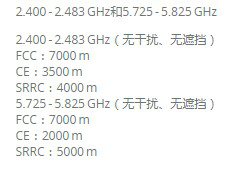 2.400 - 2.483 GHz和5.725 - 5.825 GHz
2.400 - 2.483 GHz（无干扰、无遮挡）
FCC：7000 m
CE：3500 m
SRRC：4000 m
5.725 - 5.825 GHz（无干扰、无遮挡）
FCC：7000 m
CE：2000 m
SRRC：5000 m